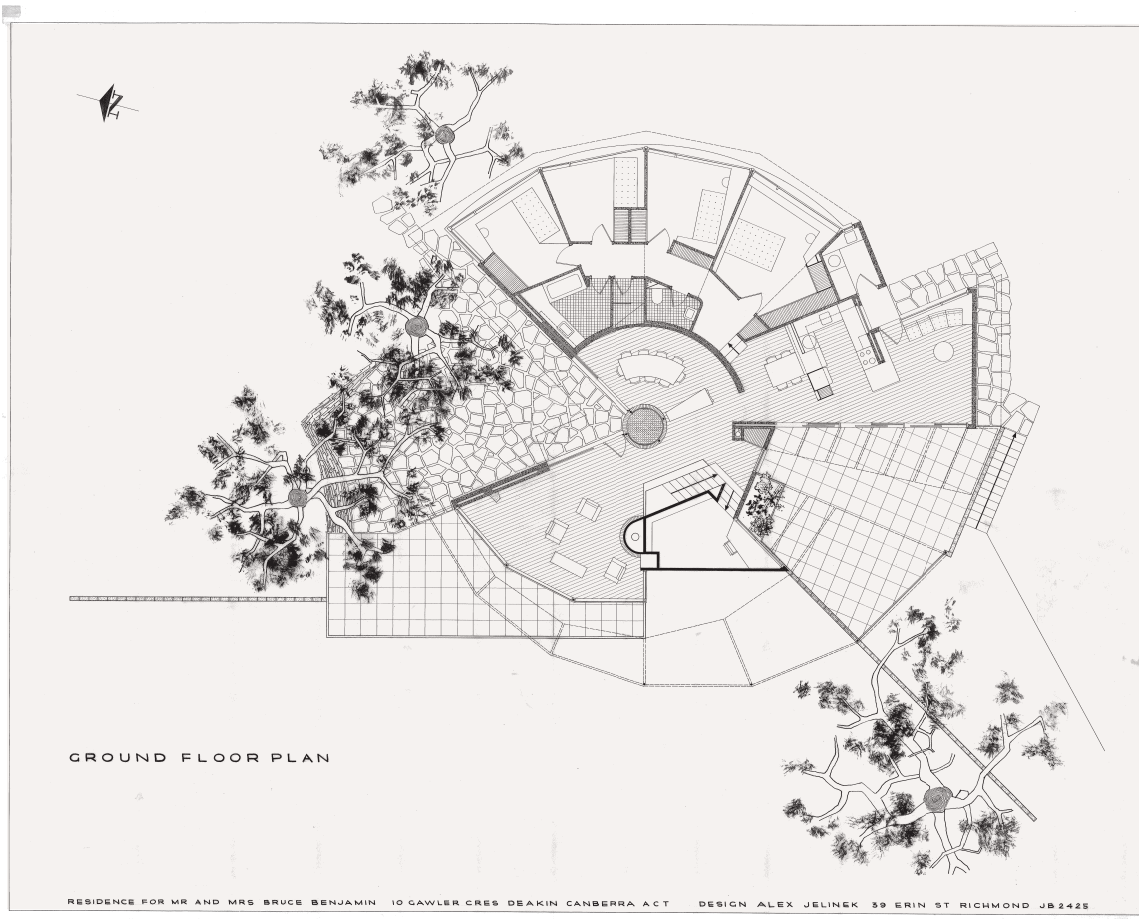 N
GROUND FLOOR PLAN
RESIDENCE FOR MR AND MRS BRUCE BENJAMIN 10 GAWLER CRES DEAKIN CANBERRA ACT DESIGN ALEX JELINEK 39 ERIN ST RICHMOND JB2425